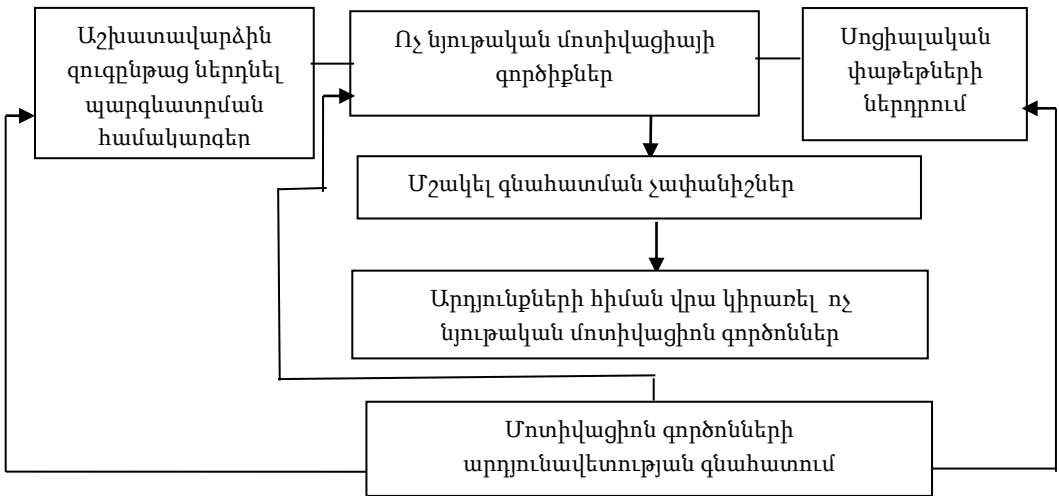 Աշխատավարձին
զուգընթաց ներդնել
պարգևատրման
համակարգեր
Ոչ նյութական մոտիվացիայի
գործիքներ
Սոցիալական
փաթեթների
ներդրում
Մշակել գնահատման չափանիշներ
Արդյունքների հիման վրա կիրառել ոչ
նյութական մոտիվացիոն գործոններ
Մոտիվացիոն գործոնների
արդյունավետության գնահատում